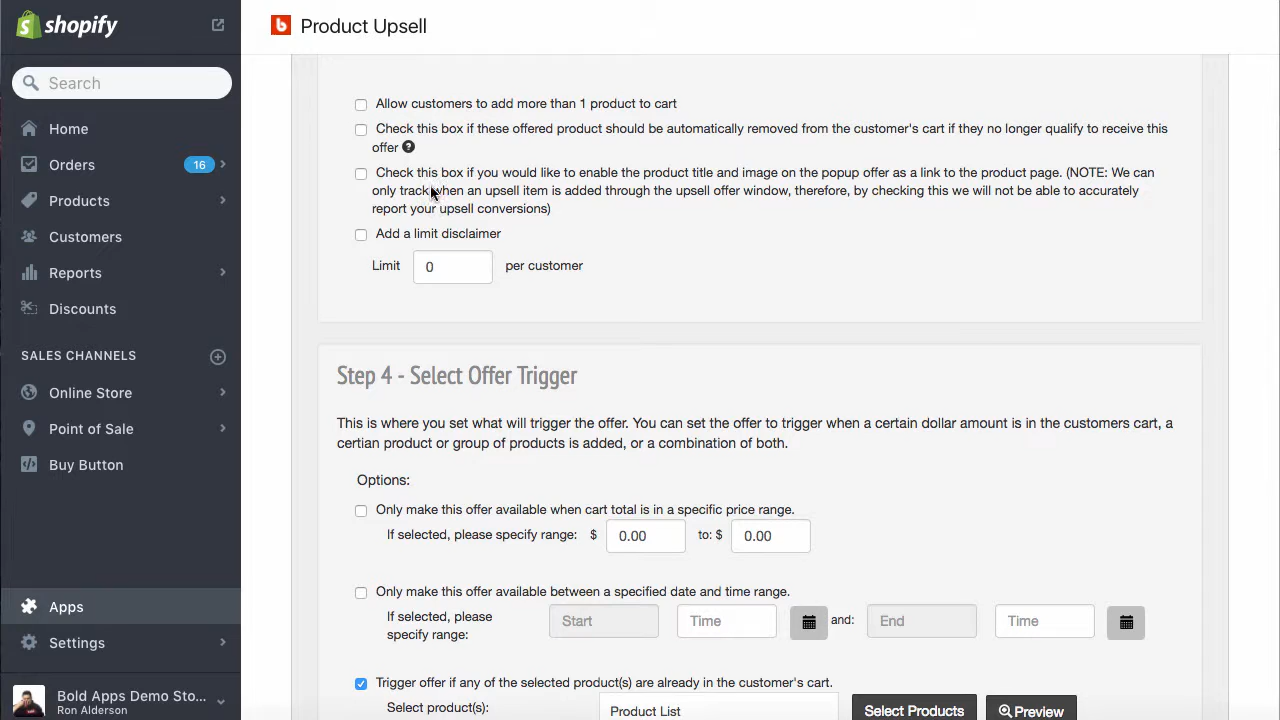 shopify
Product Upsell
Search
Home
Orders 16
Products
Customers
Reports
Discounts
SALES CHANNELS
Online Store
Point of Sale
Buy Button
Apps
Settings
Bold Apps Demo Sto...
Ron Alderson
Allow customers to add more than 1 product to cart
Check this box if these offered product should be automatically removed from the customer's cart if they no longer qualify to receive this
offer ?
Check this box if you would like to enable the product title and image on the popup offer as a link to the product page. (NOTE: We can
only track when an upsell item is added through the upsell offer window, therefore, by checking this we will not be able to accurately
report your upsell conversions)
Add a limit disclaimer
Limit 0 per customer
Step 4 - Select Offer Trigger
This is where you set what will trigger the offer. You can set the offer to trigger when a certain dollar amount is in the customers cart, a
certian product or group of products is added, or a combination of both.
Options:
Only make this offer available when cart total is in a specific price range.
If selected, please specify range: $ 0.00 to: $ 0.00
Only make this offer available between a specified date and time range.
If selected, please
specify range: Start Time and: End Time
Trigger offer if any of the selected product(s) are already in the customer's cart.
Select product(s): Product List Select Products Preview